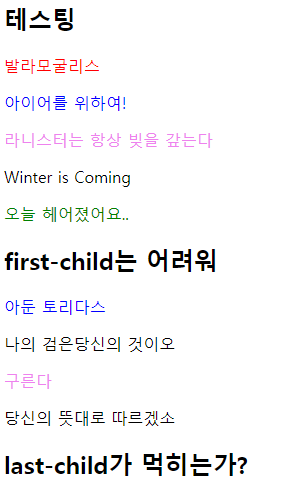 테스팅
발라모굴리스
아이어를 위하여!
라니스터는 항상 빚을 갚는다
Winter is Coming
오늘 헤어졌어요..
first-child는 어려워
아둔 토리다스
나의 검은당신의 것이오
구른다
당신의 뜻대로 따르겠소
last-child가 먹히는가?